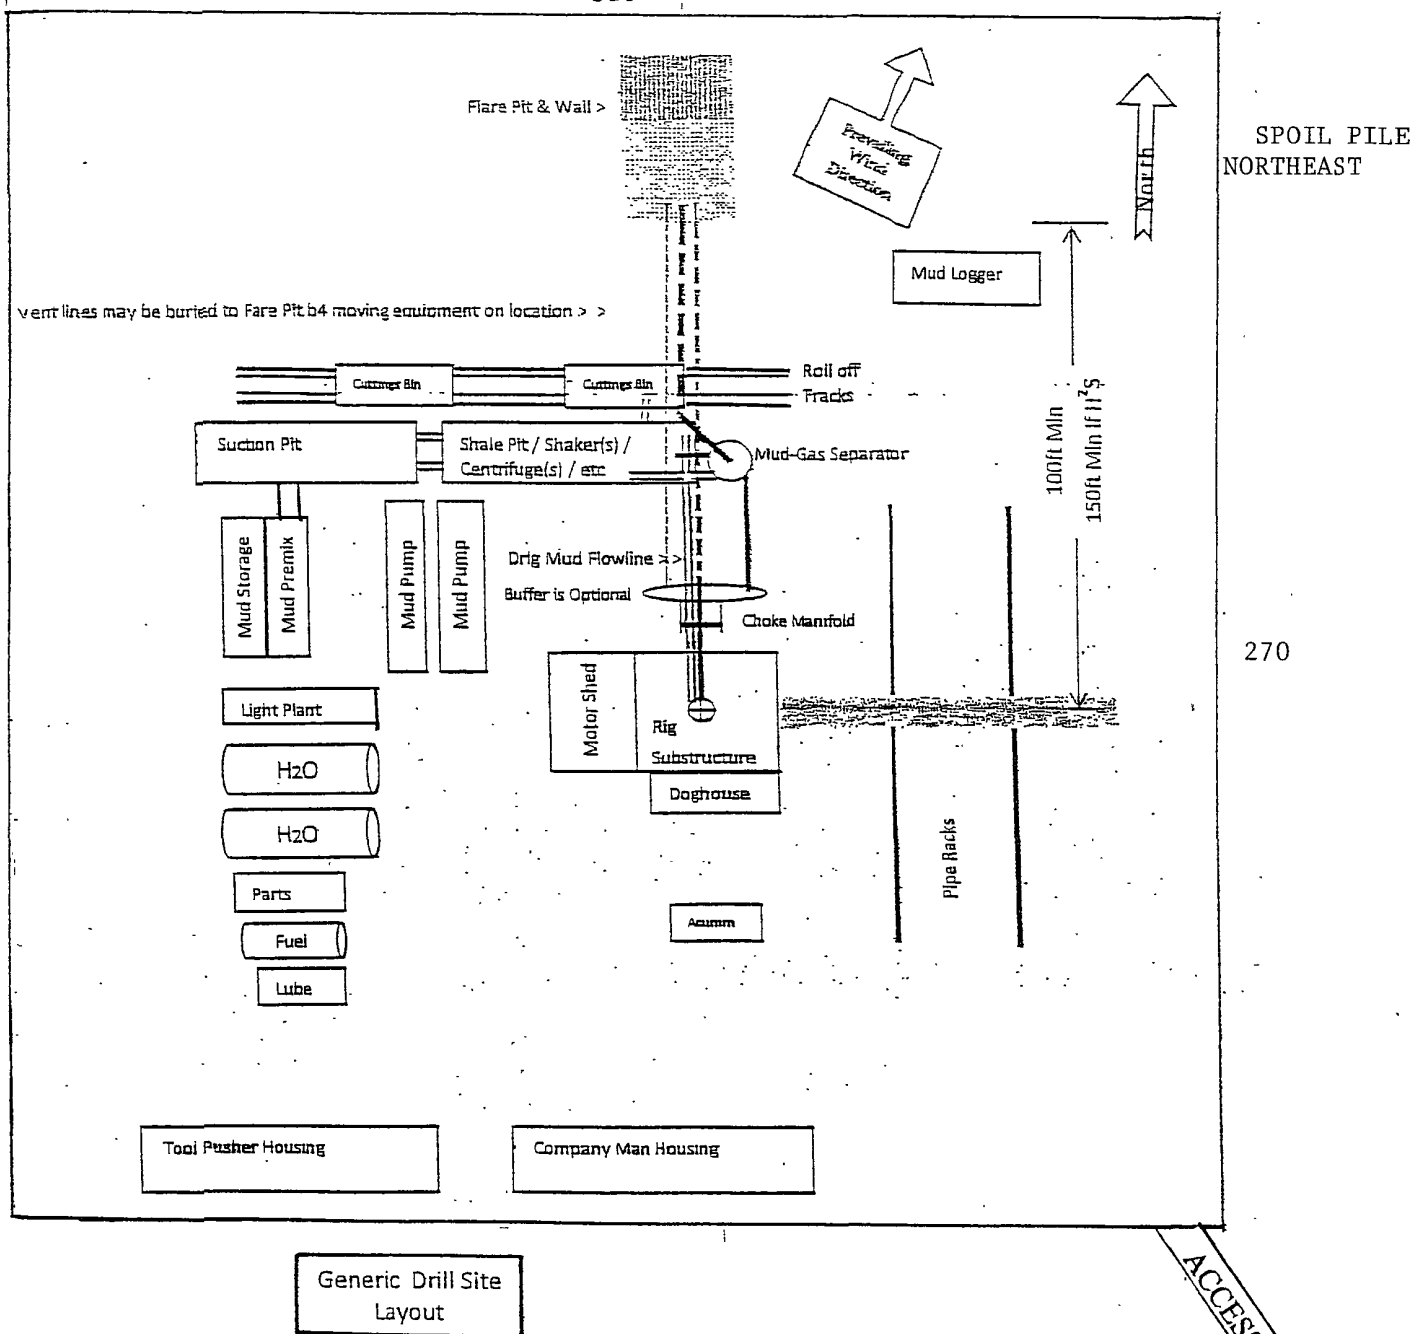 Flare Pit & Wall >
Prevailing
Wind
Direction
North
SPOIL PILE
NORTHEAST
Mud Logger
vent lines may be buried to Fare Pit b4 moving equipment on location > >
Cuttings Bin
Cuttings Bin
Roll off
Tracks
Suction Pit
Shale Pit / Shaker(s) /
Centrifuge(s) / etc
Mud-Gas Separator
100ft Min
150ft Min If H2S
Mud Storage
Mud Premix
Mud Pump
Mud Pump
Drlg Mud Flowline >>
Buffer is Optional
Choke Manifold
270
Motor Shed
Rig
Substructure
Doghouse
Light Plant
H2O
H2O
Parts
Fuel
Lube
Acumm
Pipe Racks
Tool Pusher Housing
Company Man Housing
Generic Drill Site
Layout